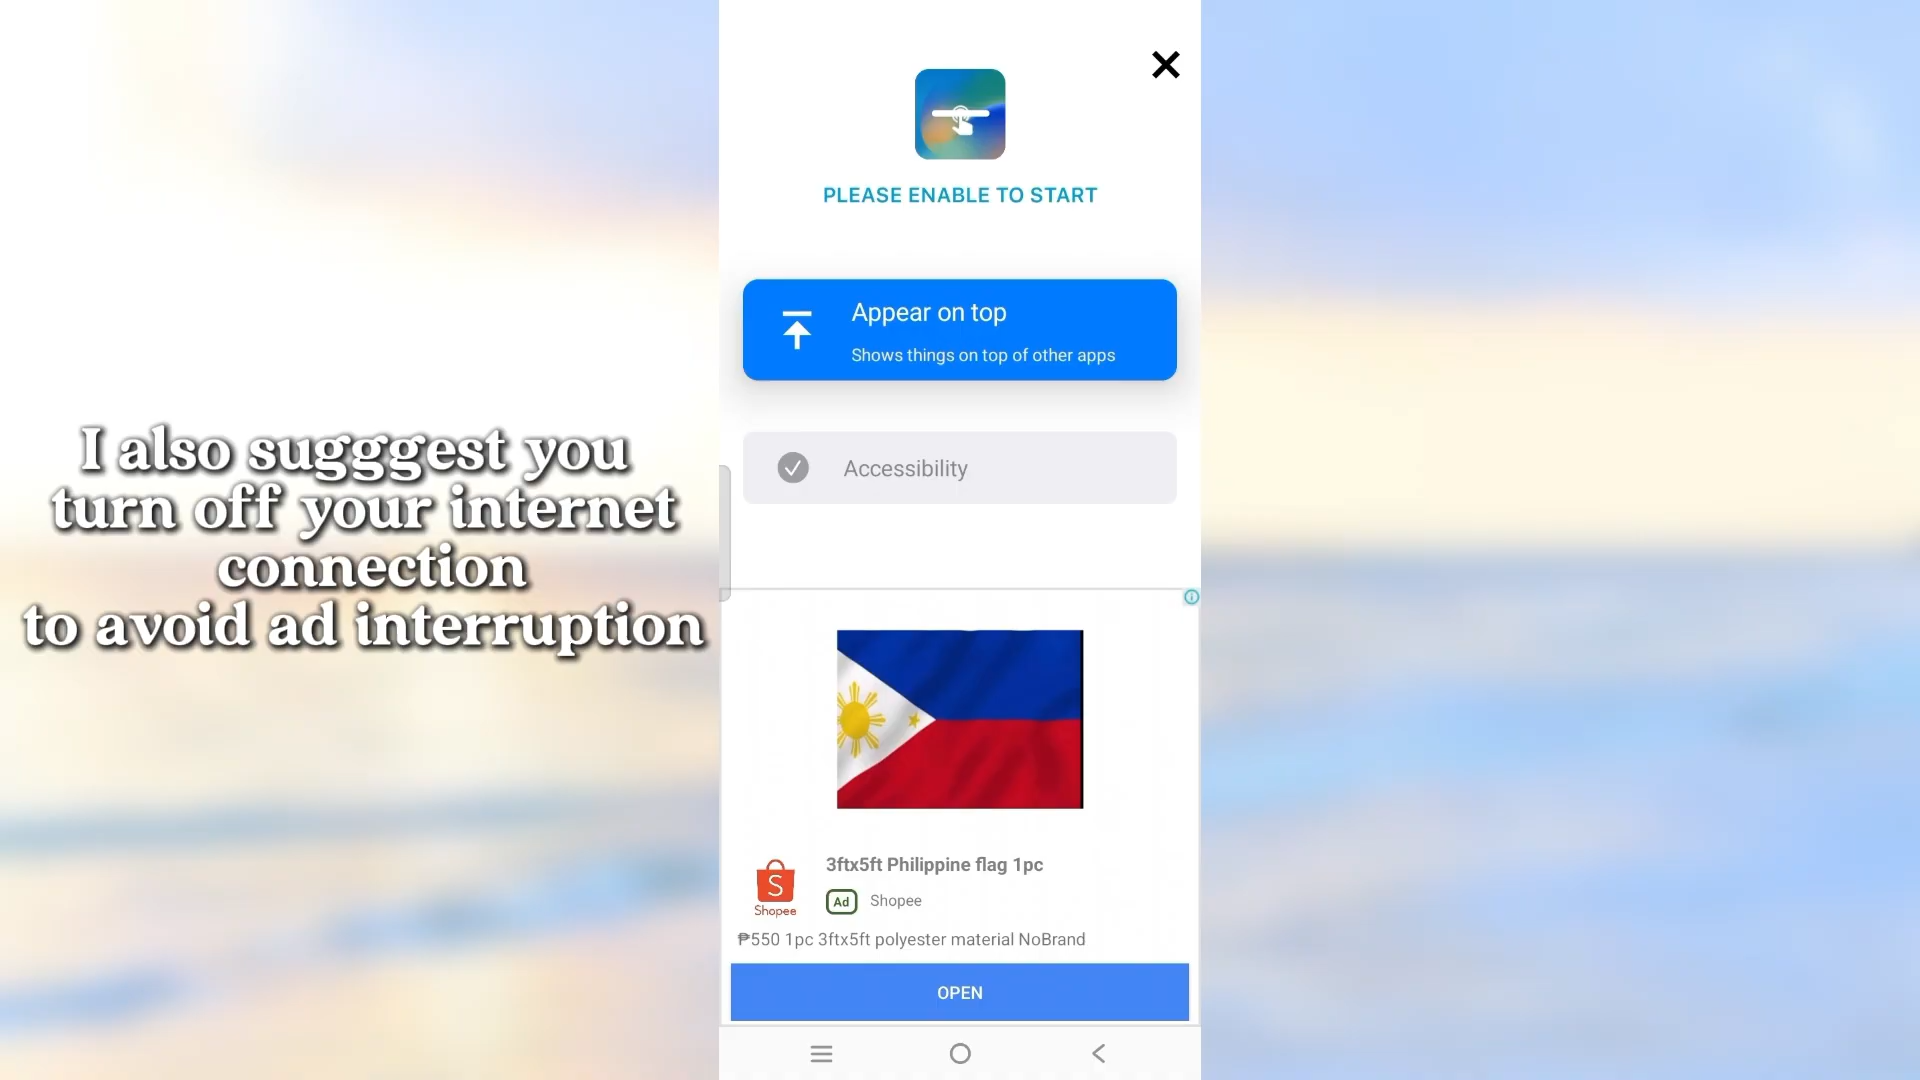 I also sugggest you
turn off your internet
connection
to avoid ad interruption
PLEASE ENABLE TO START
Appear on top
Shows things on top of other apps
Accessibility
3ftx5ft Philippine flag 1pc
S
Shopee
Ad Shopee
₱550 1pc 3ftx5ft polyester material NoBrand
OPEN